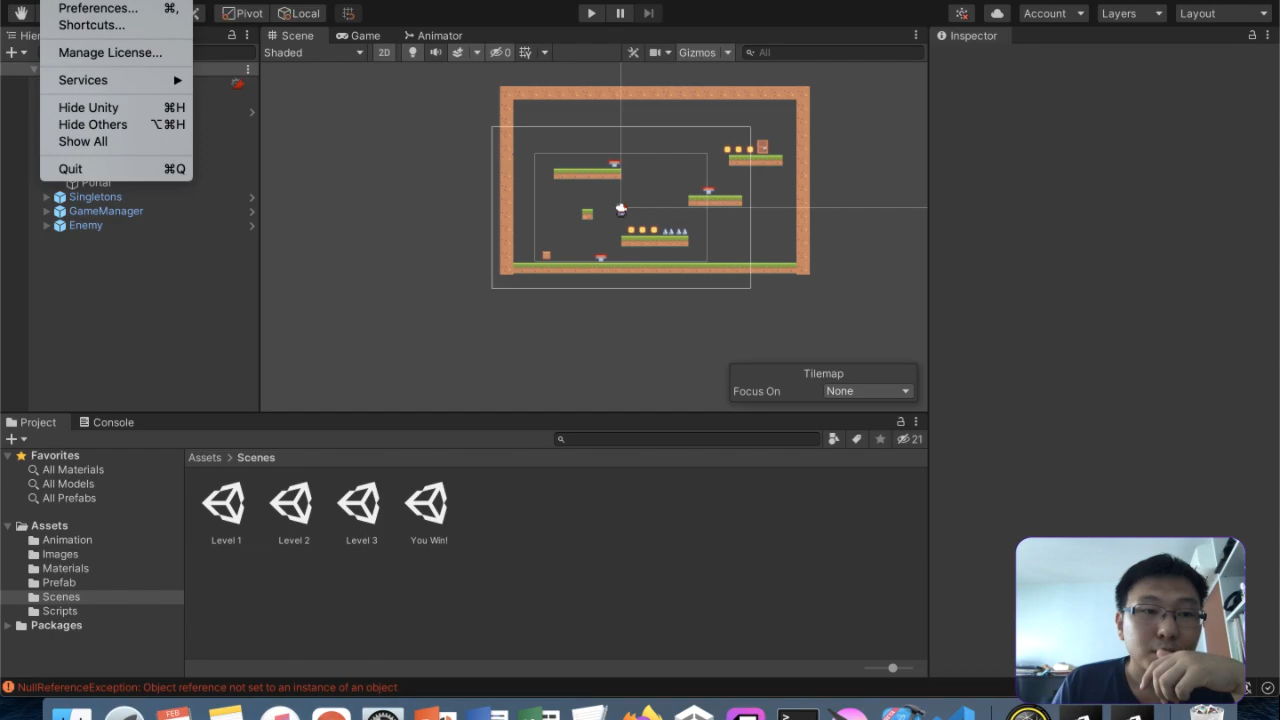 Preferences... ⌘,
Shortcuts...
Manage License...
Services
Hide Unity ⌘H
Hide Others ⌥⌘H
Show All
Quit ⌘Q
Pivot
Local
Account
Layers
Layout
Hier
Scene
Game
Animator
Inspector
Shaded
2D
0
Gizmos
All
Portal
Singletons
GameManager
Enemy
Tilemap
Focus On None
Project
Console
21
Favorites
All Materials
All Models
All Prefabs
Assets
Animation
Images
Materials
Prefab
Scenes
Scripts
Packages
Assets > Scenes
Level 1
Level 2
Level 3
You Win!
NullReferenceException: Object reference not set to an instance of an object
FEB